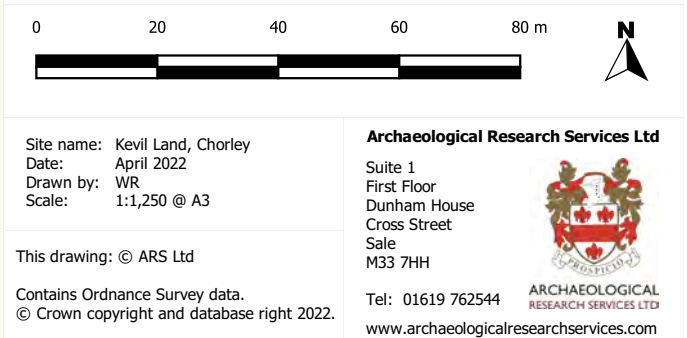 0 20 40 60 80 m
N
Site name: Kevil Land, Chorley
Date: April 2022
Drawn by: WR
Scale: 1:1,250 @ A3
This drawing: © ARS Ltd
Contains Ordnance Survey data.
© Crown copyright and database right 2022.
Archaeological Research Services Ltd
Suite 1
First Floor
Dunham House
Cross Street
Sale
M33 7HH
Tel: 01619 762544
PROSPICIO
ARCHAEOLOGICAL
RESEARCH SERVICES LTD
www.archaeologicalresearchservices.com